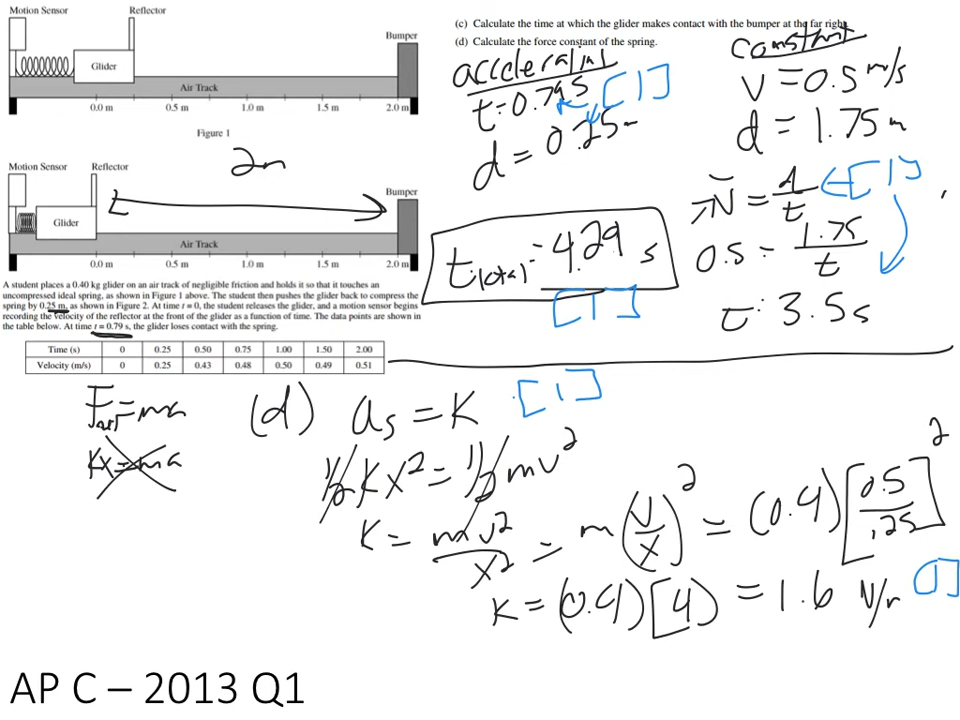 Motion Sensor
Reflector
Bumper
Glider
Air Track
0.0 m 0.5 m 1.0 m 1.5 m 2.0 m
Figure 1
2m
Motion Sensor
Reflector
Bumper
Glider
Air Track
0.0 m 0.5 m 1.0 m 1.5 m 2.0 m
A student places a 0.40 kg glider on an air track of negligible friction and holds it so that it touches an
uncompressed ideal spring, as shown in Figure 1 above. The student then pushes the glider back to compress the
spring by 0.25 m, as shown in Figure 2. At time t = 0, the student releases the glider, and a motion sensor begins
recording the velocity of the reflector at the front of the glider as a function of time. The data points are shown in
the table below. At time t = 0.79 s, the glider loses contact with the spring.
Time (s) 0 0.25 0.50 0.75 1.00 1.50 2.00
Velocity (m/s) 0 0.25 0.43 0.48 0.50 0.49 0.51
(c) Calculate the time at which the glider makes contact with the bumper at the far right.
(d) Calculate the force constant of the spring.
t=0.79s [1]
d = 0.25m
constant
v=0.5 m/s
d = 1.75 m
v = d/t ←[1]
0.5 = 1.75/t
t: 3.5s
t total = 4.29 s
[1]
= ma
Kx = ma
(d) = K [1]
1/2 Kx² = 1/2 mv²
K = mv²/x² = m(v/x)² = (0.4)[0.5/.25]²
K = (0.4)[4] = 1.6 N/m [1]
AP C – 2013 Q1